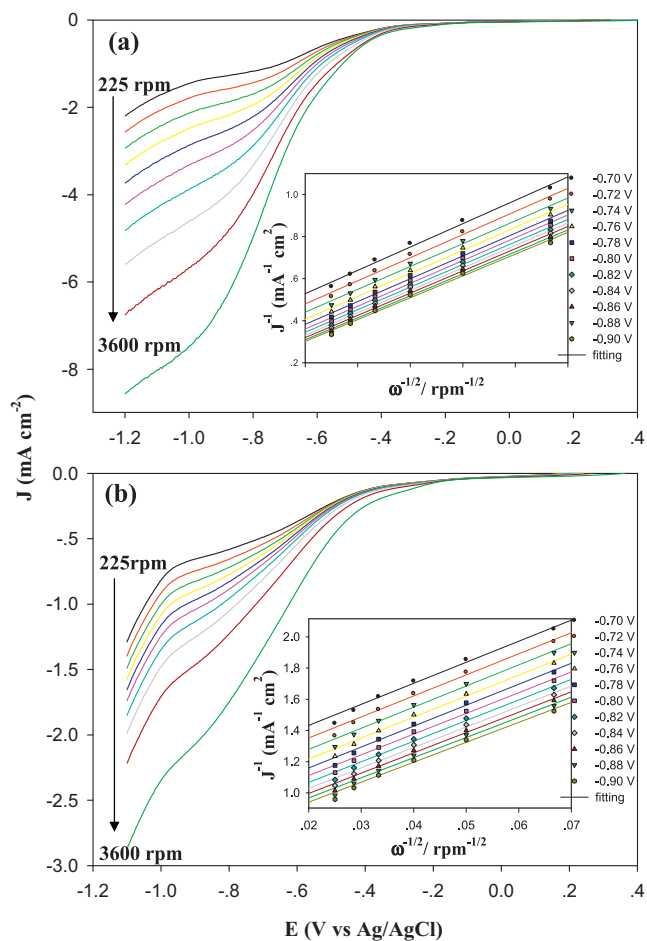 (a)
225 rpm
3600 rpm
0
-2
-4
-6
-8
-1.2 -1.0 -.8 -.6 -.4 -.2 0.0 .2 .4
1.0
.8
.6
.4
.2
J⁻¹ (mA⁻¹ cm²)
ω⁻¹/²/ rpm⁻¹/²
-0.70 V
-0.72 V
-0.74 V
-0.76 V
-0.78 V
-0.80 V
-0.82 V
-0.84 V
-0.86 V
-0.88 V
-0.90 V
fitting
J (mA cm⁻²)
(b)
225rpm
3600 rpm
0.0
-.5
-1.0
-1.5
-2.0
-2.5
-3.0
-1.2 -1.0 -.8 -.6 -.4 -.2 0.0 .2 .4
2.0
1.8
1.6
1.4
1.2
1.0
.02 .03 .04 .05 .06 .07
J⁻¹ (mA⁻¹ cm²)
ω⁻¹/²/ rpm⁻¹/²
-0.70 V
-0.72 V
-0.74 V
-0.76 V
-0.78 V
-0.80 V
-0.82 V
-0.84 V
-0.86 V
-0.88 V
-0.90 V
fitting
E (V vs Ag/AgCl)